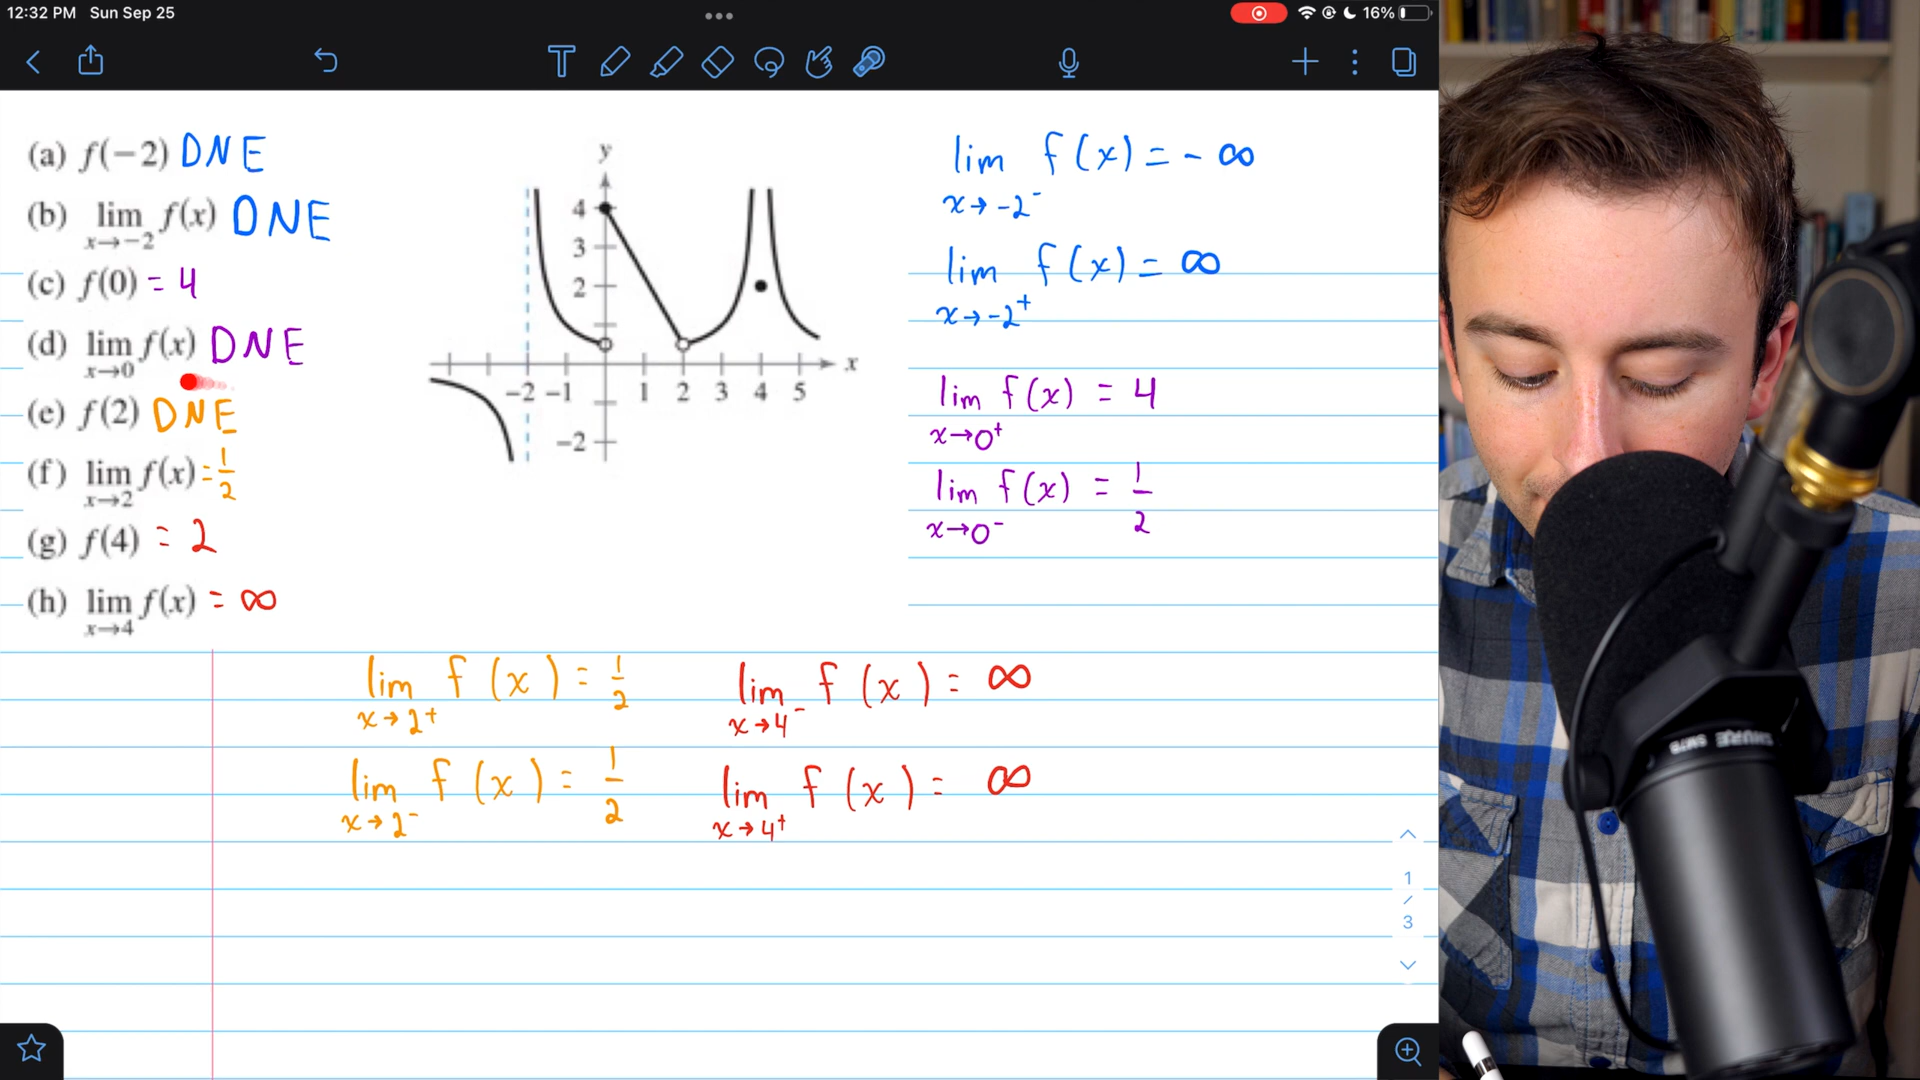 12:32 PM Sun Sep 25
16%
(a) f(−2) DNE
(b) lim f(x) DNE
x→−2
(c) f(0) = 4
(d) lim f(x) DNE
x→0
(e) f(2) DNE
(f) lim f(x) = 1/2
x→2
(g) f(4) = 2
(h) lim f(x) = ∞
x→4
y
4
3
2
−2 −1 1 2 3 4 5 x
−2
lim f(x) = - ∞
x→-2⁻
lim f(x) = ∞
x→-2⁺
lim f(x) = 4
x→0⁺
lim f(x) = 1/2
x→0⁻
lim f(x) = 1/2
x→2⁺
lim f(x) = 1/2
x→2⁻
lim f(x) = ∞
x→4⁻
lim f(x) = ∞
x→4⁺
1
/
3
SHURE SM7B